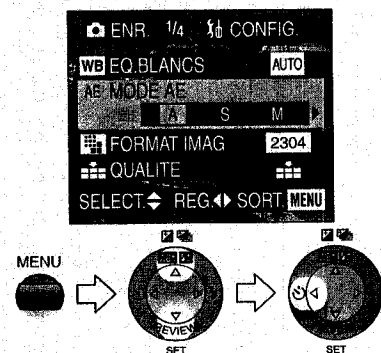 ENR. 1/4 CONFIG.
WB EQ.BLANCS AUTO
AE MODE AE
A S M
FORMAT IMAG 2304
QUALITE
SELECT. REG. SORT. MENU
MENU
REVIEW
SET
SET